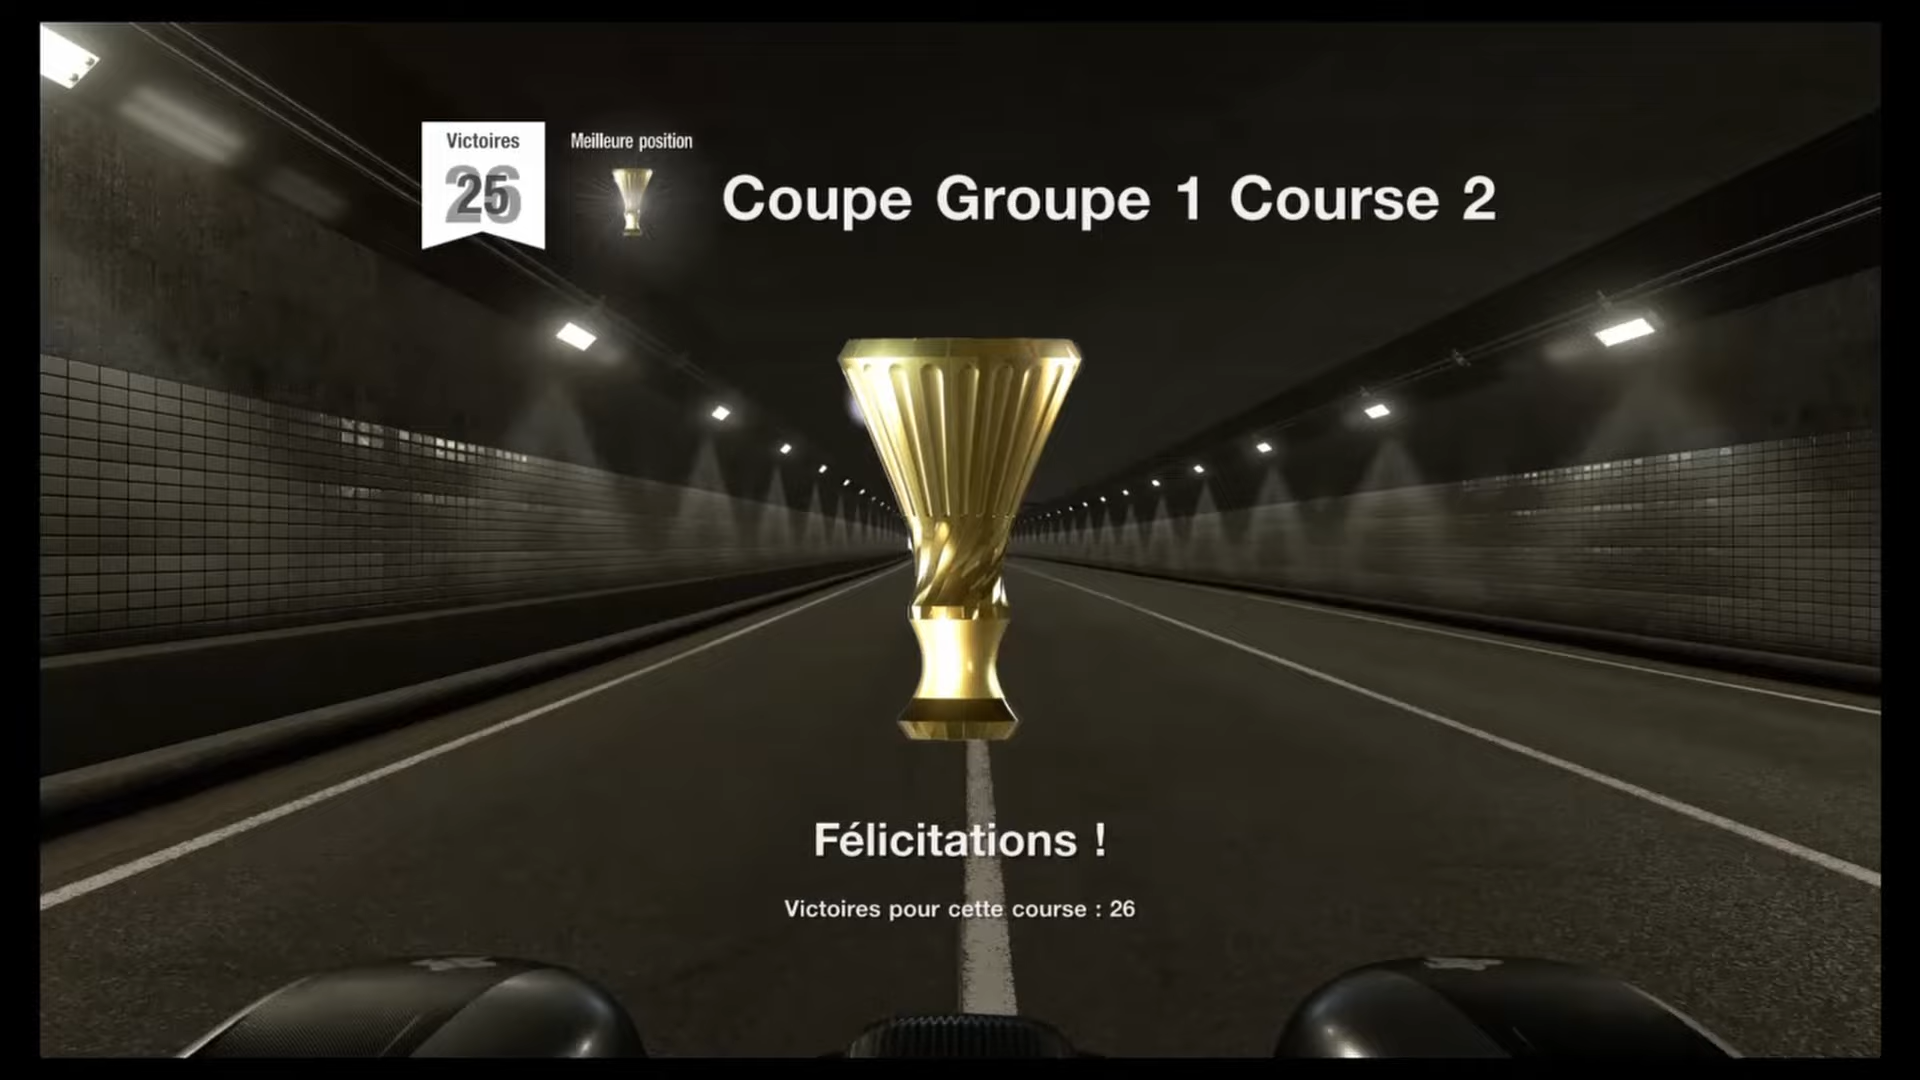 Victoires
25
Meilleure position
Coupe Groupe 1 Course 2
Félicitations !
Victoires pour cette course : 26